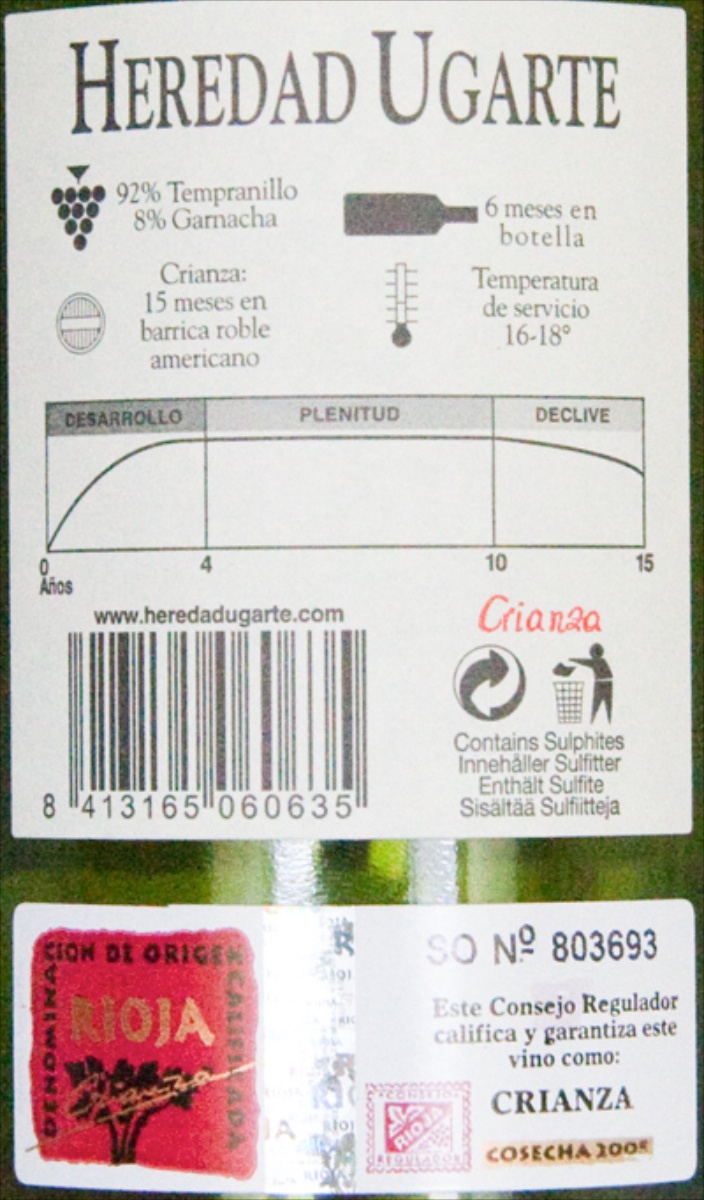 HEREDAD UGARTE
92% Tempranillo
8% Garnacha
6 meses en
botella
Crianza:
15 meses en
barrica roble
americano
Temperatura
de servicio
16-18°
DESARROLLO PLENITUD DECLIVE
0 4 10 15
Años
www.heredadugarte.com
Crianza
Contains Sulphites
Innehåller Sulfitter
Enthält Sulfite
Sisältää Sulfiitteja
8 413165 060635
DENOMINACION DE ORIGEN CALIFICADA
RIOJA
SO Nº 803693
Este Consejo Regulador
califica y garantiza este
vino como:
CRIANZA
CONSEJO
RIOJA
REGULADOR
COSECHA